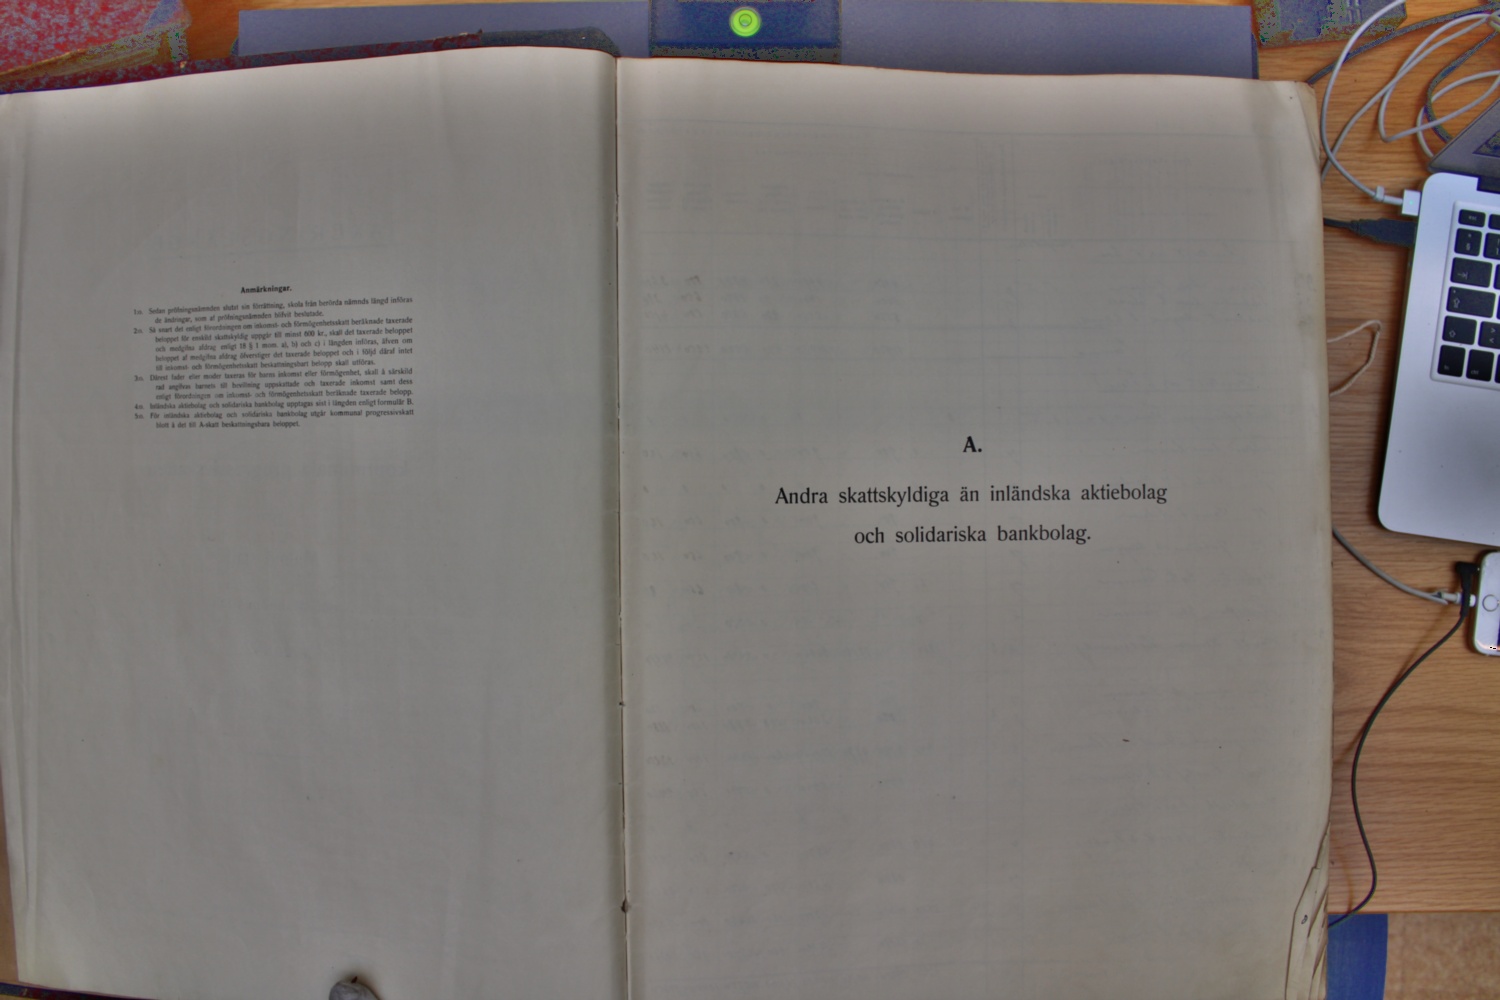 Anmärkningar.
1:o. Sedan pröfningsnämnden slutat sin förrättning, skola från berörda nämnds längd införas
de ändringar, som af pröfningsnämnden blifvit beslutade.
2:o. Så snart det enligt förordningen om inkomst- och förmögenhetsskatt beräknade taxerade
beloppet för enskild skattskyldig uppgår till minst 600 kr., skall det taxerade beloppet
och medgifna afdrag enligt 18 § 1 mom. a), b) och c) i längden införas, äfven om
beloppet af medgifna afdrag öfverstiger det taxerade beloppet och i följd däraf intet
till inkomst- och förmögenhetsskatt beskattningsbart belopp skall utföras.
3:o. Därest fader eller moder taxeras för barns inkomst eller förmögenhet, skall å särskild
rad angifvas barnets till bevillning uppskattade och taxerade inkomst samt dess
enligt förordningen om inkomst- och förmögenhetsskatt beräknade taxerade belopp.
4:o. Inländska aktiebolag och solidariska bankbolag upptagas sist i längden enligt formulär B.
5:o. För inländska aktiebolag och solidariska bankbolag utgår kommunal progressivskatt
blott å det till A-skatt beskattningsbara beloppet.
A.
Andra skattskyldiga än inländska aktiebolag
och solidariska bankbolag.